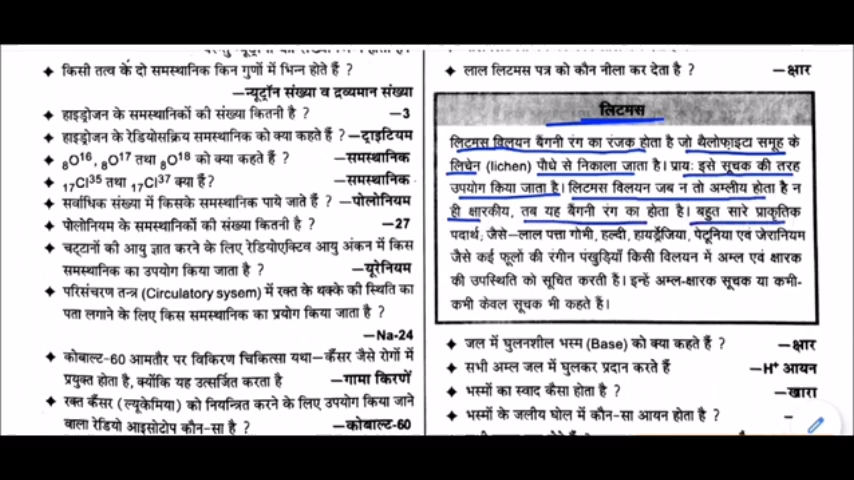 किसी तत्व के दो समस्थानिक किन गुणों में भिन्न होते हैं ?
—न्यूट्रॉन संख्या व द्रव्यमान संख्या
हाइड्रोजन के समस्थानिकों की संख्या कितनी है ? —3
हाइड्रोजन के रेडियोसक्रिय समस्थानिक को क्या कहते हैं ? —ट्राइटियम
₈O¹⁶, ₈O¹⁷ तथा ₈O¹⁸ को क्या कहते हैं ? —समस्थानिक
₁₇Cl³⁵ तथा ₁₇Cl³⁷ क्या हैं? —समस्थानिक
सर्वाधिक संख्या में किसके समस्थानिक पाये जाते हैं ? —पोलोनियम
पोलोनियम के समस्थानिकों की संख्या कितनी है ? —27
चट्टानों की आयु ज्ञात करने के लिए रेडियोएक्टिव आयु अंकन में किस
समस्थानिक का उपयोग किया जाता है ? —यूरेनियम
परिसंचरण तन्त्र (Circulatory sysem) में रक्त के थक्के की स्थिति का
पता लगाने के लिए किस समस्थानिक का प्रयोग किया जाता है ?
—Na-24
कोबाल्ट-60 आमतौर पर विकिरण चिकित्सा यथा—कैंसर जैसे रोगों में
प्रयुक्त होता है, क्योंकि यह उत्सर्जित करता है —गामा किरणें
रक्त कैंसर (ल्यूकेमिया) को नियन्त्रित करने के लिए उपयोग किया जाने
वाला रेडियो आइसोटोप कौन-सा है ? —कोबाल्ट-60
लाल लिटमस पत्र को कौन नीला कर देता है ? —क्षार
लिटमस
लिटमस विलयन बैंगनी रंग का रंजक होता है जो थैलोफ़ाइटा समूह के
लिचेन (lichen) पौधे से निकाला जाता है। प्रायः इसे सूचक की तरह
उपयोग किया जाता है। लिटमस विलयन जब न तो अम्लीय होता है न
ही क्षारकीय, तब यह बैंगनी रंग का होता है। बहुत सारे प्राकृतिक
पदार्थ, जैसे—लाल पत्ता गोभी, हल्दी, हायड्रेंजिया, पेटूनिया एवं जेरानियम
जैसे कई फूलों की रंगीन पंखुड़ियाँ किसी विलयन में अम्ल एवं क्षारक
की उपस्थिति को सूचित करती हैं। इन्हें अम्ल-क्षारक सूचक या कभी-
कभी केवल सूचक भी कहते हैं।
जल में घुलनशील भस्म (Base) को क्या कहते हैं ? —क्षार
सभी अम्ल जल में घुलकर प्रदान करते हैं —H⁺ आयन
भस्मों का स्वाद कैसा होता है ? —खारा
भस्मों के जलीय घोल में कौन-सा आयन होता है ? –